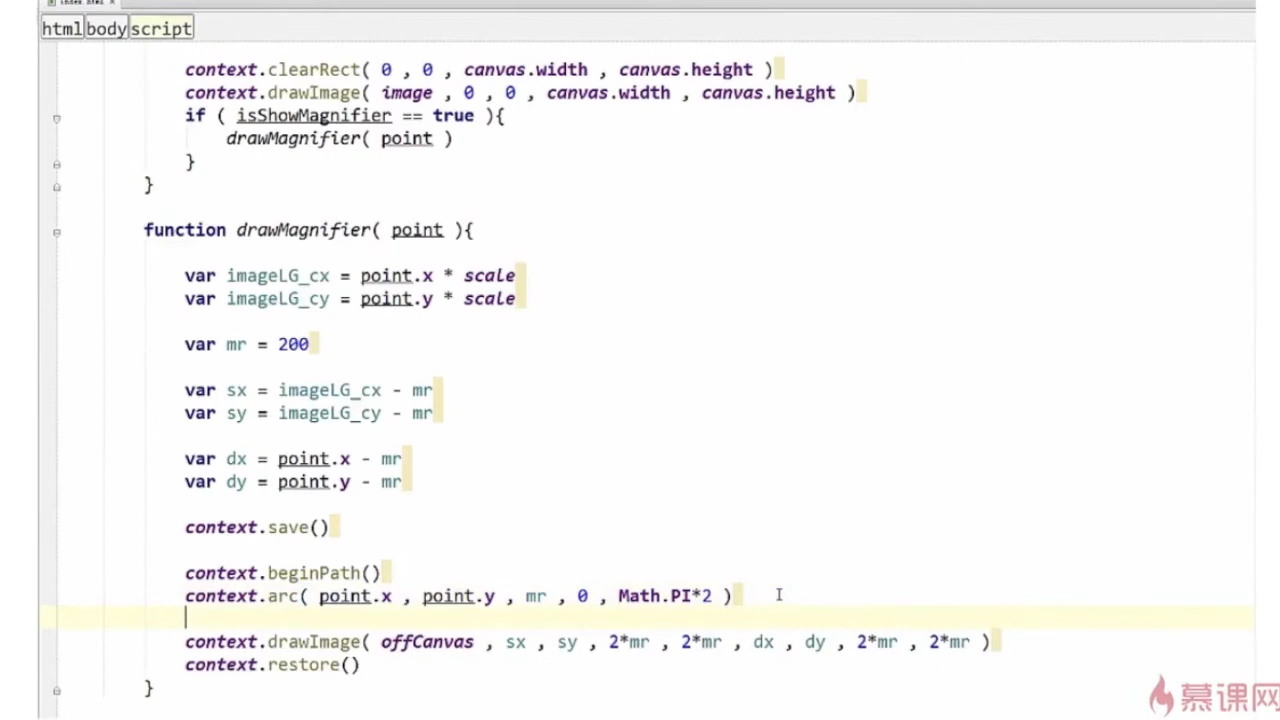 index.html ×
html body script
context.clearRect( 0 , 0 , canvas.width , canvas.height )
context.drawImage( image , 0 , 0 , canvas.width , canvas.height )
if ( isShowMagnifier == true ){
drawMagnifier( point )
}
}
function drawMagnifier( point ){
var imageLG_cx = point.x * scale
var imageLG_cy = point.y * scale
var mr = 200
var sx = imageLG_cx - mr
var sy = imageLG_cy - mr
var dx = point.x - mr
var dy = point.y - mr
context.save()
context.beginPath()
context.arc( point.x , point.y , mr , 0 , Math.PI*2 )
context.drawImage( offCanvas , sx , sy , 2*mr , 2*mr , dx , dy , 2*mr , 2*mr )
context.restore()
}
慕课网